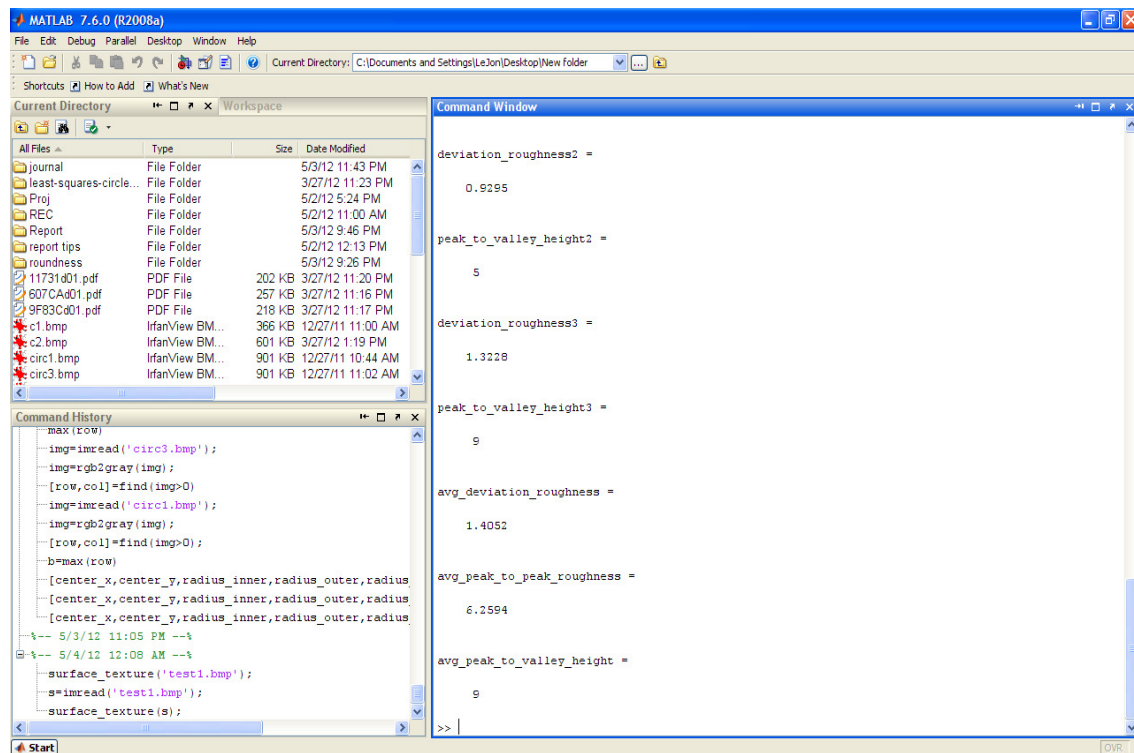 MATLAB 7.6.0 (R2008a)
File Edit Debug Parallel Desktop Window Help
Current Directory: C:\Documents and Settings\LeJon\Desktop\New folder
Shortcuts How to Add What's New
Current Directory Workspace
All Files Type Size Date Modified
journal File Folder 5/3/12 11:43 PM
least-squares-circle... File Folder 3/27/12 11:23 PM
Proj File Folder 5/2/12 5:24 PM
REC File Folder 5/2/12 11:00 AM
Report File Folder 5/3/12 9:46 PM
report tips File Folder 5/2/12 12:13 PM
roundness File Folder 5/3/12 9:26 PM
11731d01.pdf PDF File 202 KB 3/27/12 11:20 PM
607CAd01.pdf PDF File 257 KB 3/27/12 11:16 PM
9F83Cd01.pdf PDF File 218 KB 3/27/12 11:17 PM
c1.bmp IrfanView BM... 366 KB 12/27/11 11:00 AM
c2.bmp IrfanView BM... 601 KB 3/27/12 1:19 PM
circ1.bmp IrfanView BM... 901 KB 12/27/11 10:44 AM
circ3.bmp IrfanView BM... 901 KB 12/27/11 11:02 AM
Command History
max(row)
img=imread('circ3.bmp');
img=rgb2gray(img);
[row,col]=find(img>0)
img=imread('circ1.bmp');
img=rgb2gray(img);
[row,col]=find(img>0);
b=max(row)
[center_x,center_y,radius_inner,radius_outer,radius_
[center_x,center_y,radius_inner,radius_outer,radius_
[center_x,center_y,radius_inner,radius_outer,radius_
%-- 5/3/12 11:05 PM --%
%-- 5/4/12 12:08 AM --%
surface_texture('test1.bmp');
s=imread('test1.bmp');
surface_texture(s);
Command Window
deviation_roughness2 =
0.9295
peak_to_valley_height2 =
5
deviation_roughness3 =
1.3228
peak_to_valley_height3 =
9
avg_deviation_roughness =
1.4052
avg_peak_to_peak_roughness =
6.2594
avg_peak_to_valley_height =
9
>>
Start
OVR